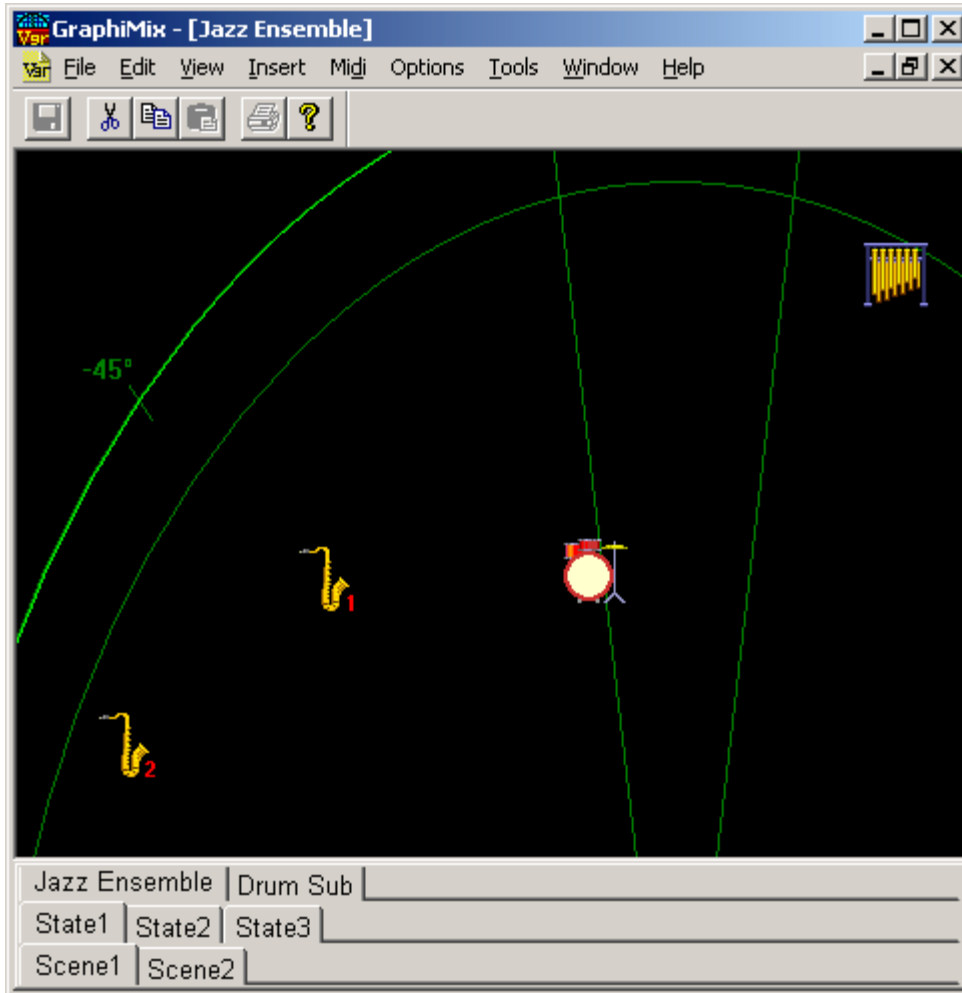 GraphiMix - [Jazz Ensemble]
Var File Edit View Insert Midi Options Tools Window Help
-45°
1
2
Jazz Ensemble Drum Sub
State1 State2 State3
Scene1 Scene2